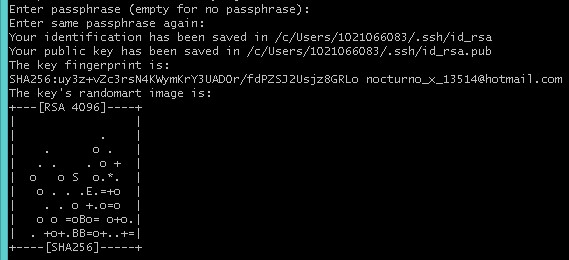 Enter passphrase (empty for no passphrase):
Enter same passphrase again:
Your identification has been saved in /c/Users/1021066083/.ssh/id_rsa
Your public key has been saved in /c/Users/1021066083/.ssh/id_rsa.pub
The key fingerprint is:
SHA256:uy3z+vZc3rsN4KWymKrY3UADOr/fdPZSJ2Usjz8GRLo nocturno_x_13514@hotmail.com
The key's randomart image is:
+---[RSA 4096]----+
|                 |
|            .    |
|    .      o .   |
|   . .    . o +  |
|  o   o S  o.*.  |
|   o . . .E.=+o  |
|    . . o +.o=o  |
|   o o =oBo= o+o.|
|  . +o+.BB=o+..+=|
+----[SHA256]-----+